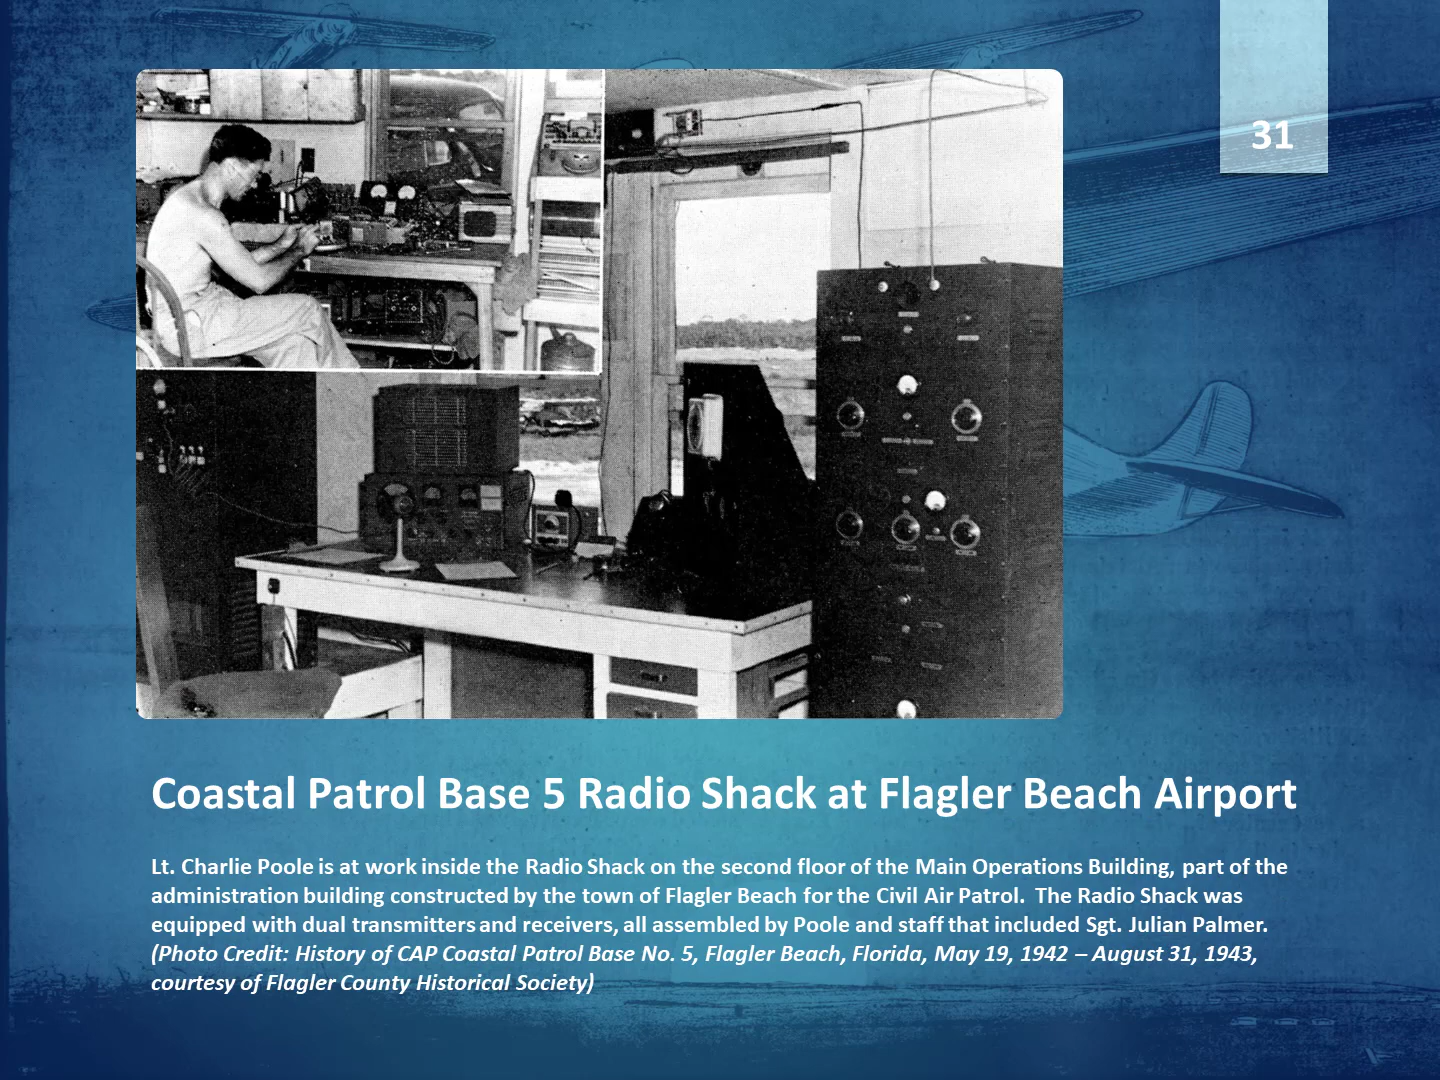 31
Coastal Patrol Base 5 Radio Shack at Flagler Beach Airport
Lt. Charlie Poole is at work inside the Radio Shack on the second floor of the Main Operations Building, part of the
administration building constructed by the town of Flagler Beach for the Civil Air Patrol. The Radio Shack was
equipped with dual transmitters and receivers, all assembled by Poole and staff that included Sgt. Julian Palmer.
(Photo Credit: History of CAP Coastal Patrol Base No. 5, Flagler Beach, Florida, May 19, 1942 – August 31, 1943,
courtesy of Flagler County Historical Society)